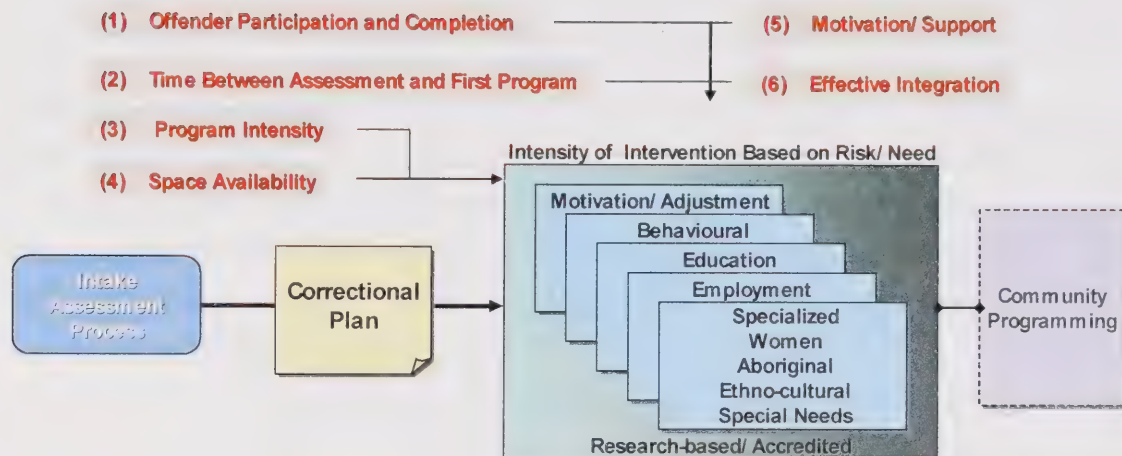 (1) Offender Participation and Completion
(5) Motivation/ Support
(2) Time Between Assessment and First Program
(6) Effective Integration
(3) Program Intensity
(4) Space Availability
Intensity of Intervention Based on Risk/ Need
Motivation/ Adjustment
Behavioural
Education
Employment
Specialized
Women
Aboriginal
Ethno-cultural
Special Needs
Research-based/ Accredited
Intake
Assessment
Process
Correctional
Plan
Community
Programming